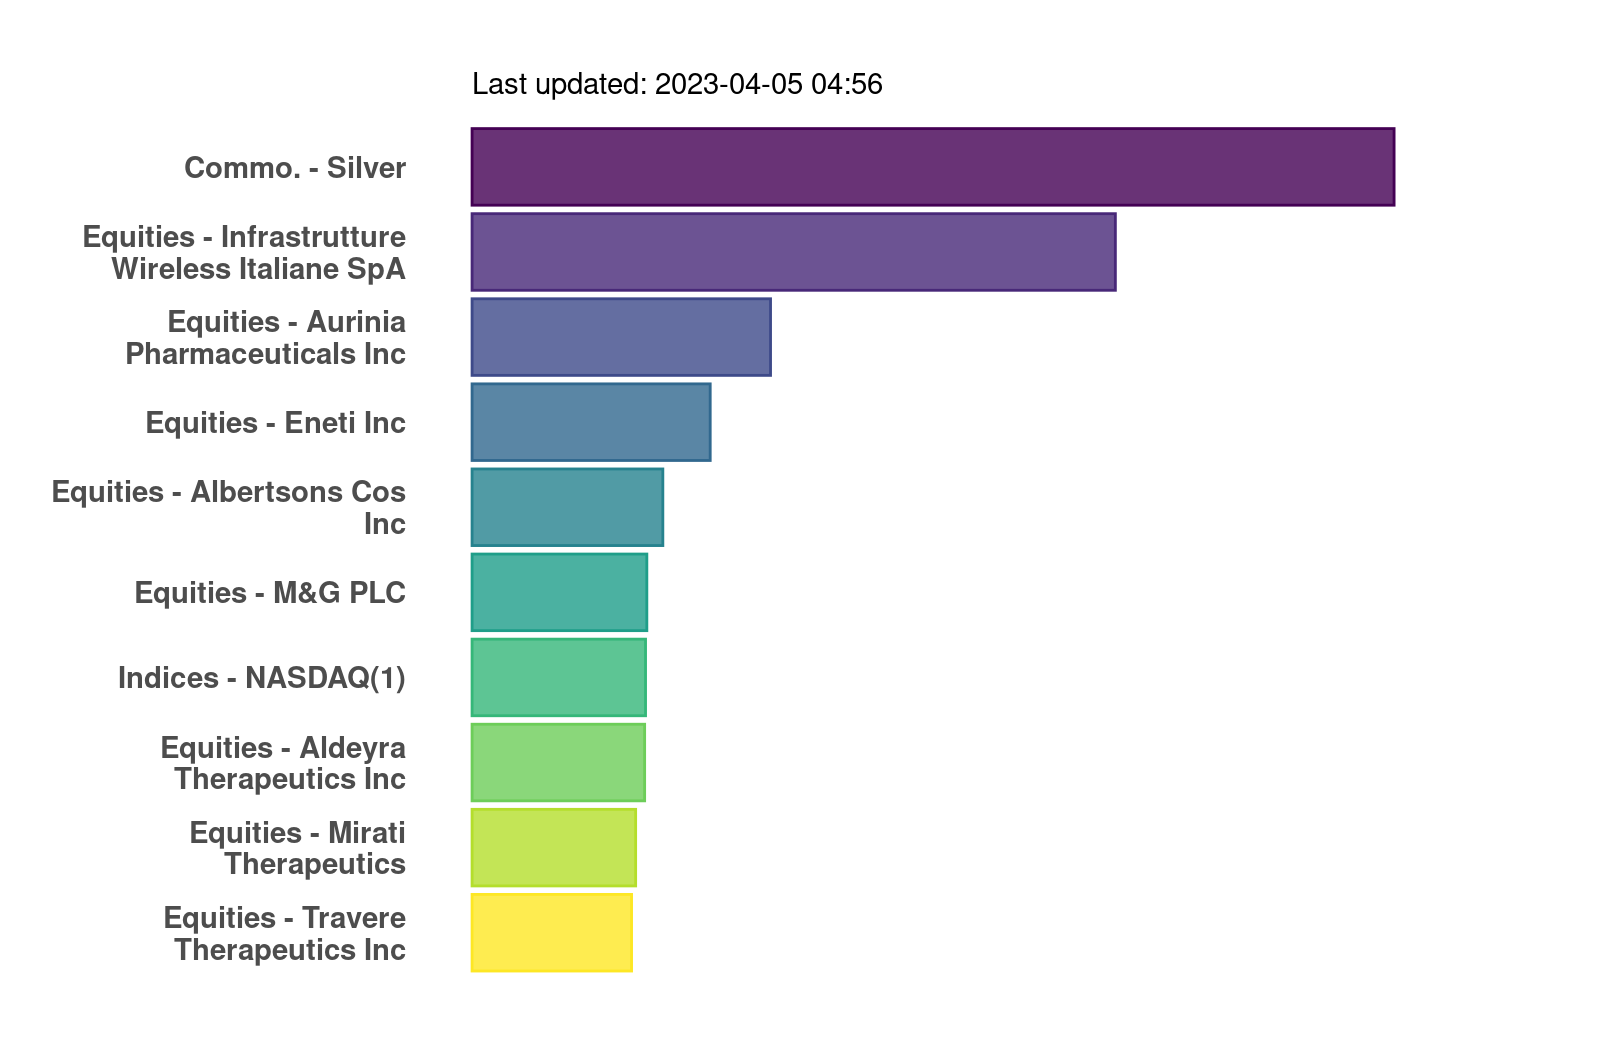 Last updated: 2023-04-05 04:56
Commo. - Silver
Equities - Infrastrutture
Wireless Italiane SpA
Equities - Aurinia
Pharmaceuticals Inc
Equities - Eneti Inc
Equities - Albertsons Cos
Inc
Equities - M&G PLC
Indices - NASDAQ(1)
Equities - Aldeyra
Therapeutics Inc
Equities - Mirati
Therapeutics
Equities - Travere
Therapeutics Inc